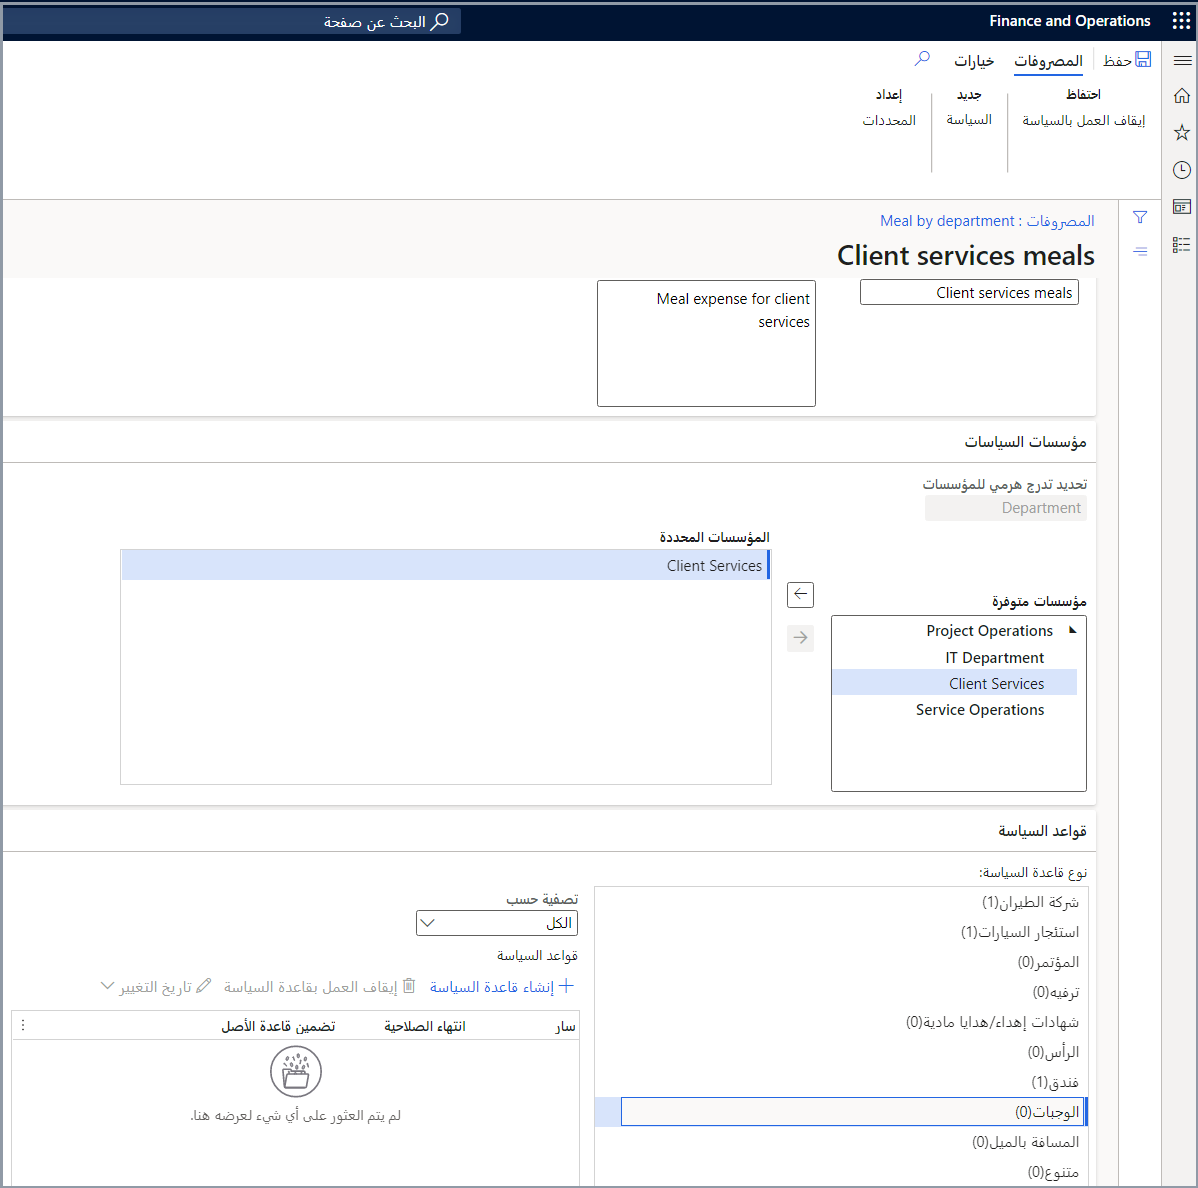 Finance and Operations
البحث عن صفحة
حفظ
المصروفات
خيارات
احتفاظ
إيقاف العمل بالسياسة
جديد
السياسة
إعداد
المحددات
المصروفات : Meal by department
Client services meals
Client services meals
Meal expense for client
services
مؤسسات السياسات
تحديد تدرج هرمي للمؤسسات
Department
المؤسسات المحددة
Client Services
مؤسسات متوفرة
Project Operations
IT Department
Client Services
Service Operations
قواعد السياسة
نوع قاعدة السياسة:
شركة الطيران(1)
استئجار السيارات(1)
المؤتمر(0)
ترفيه(0)
شهادات إهداء/هدايا مادية(0)
الرأس(0)
فندق(1)
الوجبات(0)
المسافة بالميل(0)
متنوع(0)
تصفية حسب
الكل
قواعد السياسة
إنشاء قاعدة السياسة
إيقاف العمل بقاعدة السياسة
تاريخ التغيير
سار
انتهاء الصلاحية
تضمين قاعدة الأصل
لم يتم العثور على أي شيء لعرضه هنا.